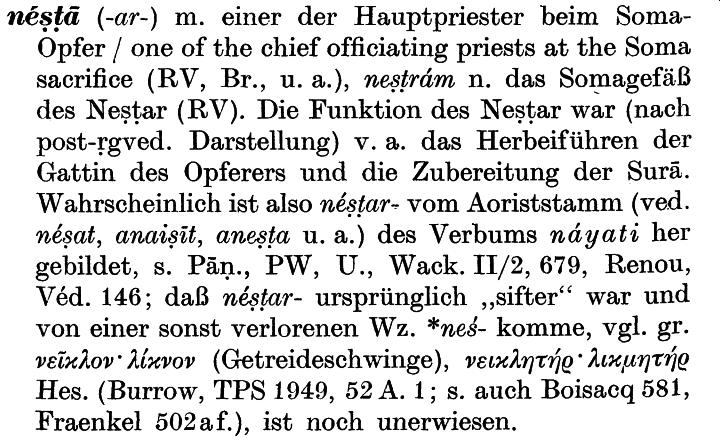 néṣṭā (-ar-) m. einer der Hauptpriester beim Soma-
Opfer / one of the chief officiating priests at the Soma
sacrifice (RV, Br., u. a.), neṣṭrám n. das Somagefäß
des Neṣṭar (RV). Die Funktion des Neṣṭar war (nach
post-ṛgved. Darstellung) v. a. das Herbeiführen der
Gattin des Opferers und die Zubereitung der Surā.
Wahrscheinlich ist also néṣṭar- vom Aoriststamm (ved.
néṣat, anaiṣīt, aneṣṭa u. a.) des Verbums náyati her
gebildet, s. Pāṇ., PW, U., Wack. II/2, 679, Renou,
Véd. 146; daß néṣṭar- ursprünglich „sifter“ war und
von einer sonst verlorenen Wz. *neś- komme, vgl. gr.
νεῖκλον· λίκνον (Getreideschwinge), νεικλητήρ· λικμητήρ
Hes. (Burrow, TPS 1949, 52 A. 1; s. auch Boisacq 581,
Fraenkel 502af.), ist noch unerwiesen.